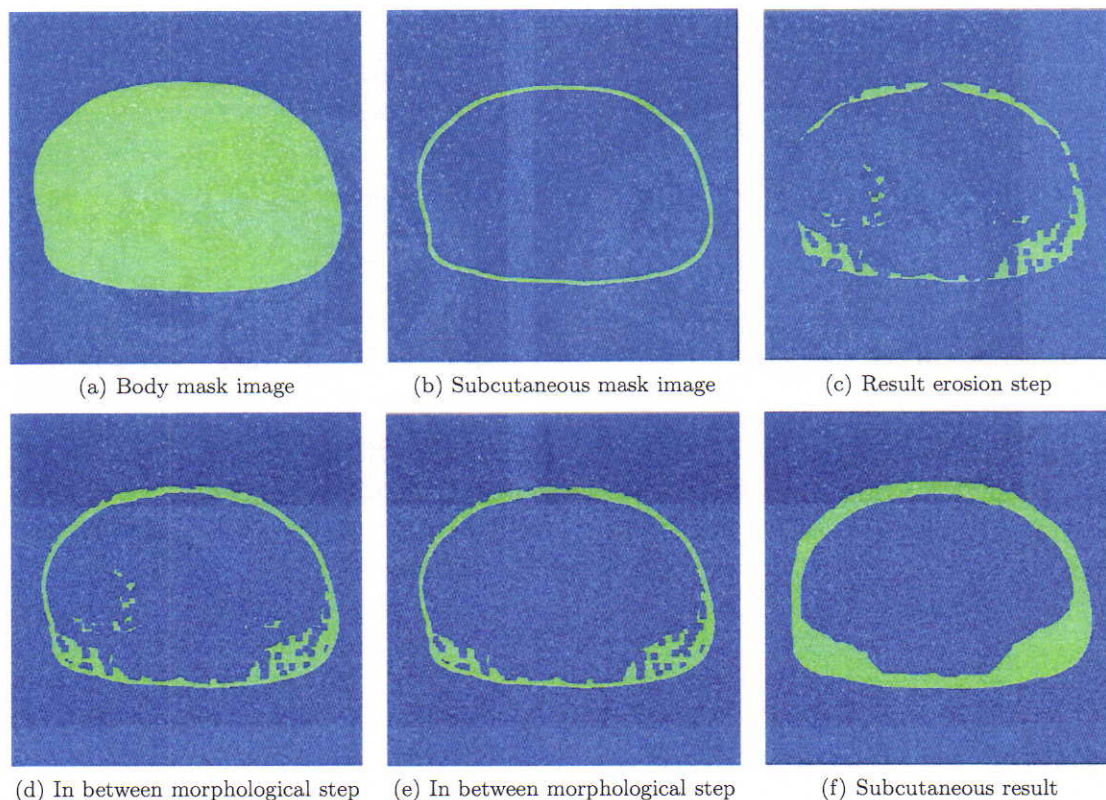 (a) Body mask image
(b) Subcutaneous mask image
(c) Result erosion step
(d) In between morphological step
(e) In between morphological step
(f) Subcutaneous result